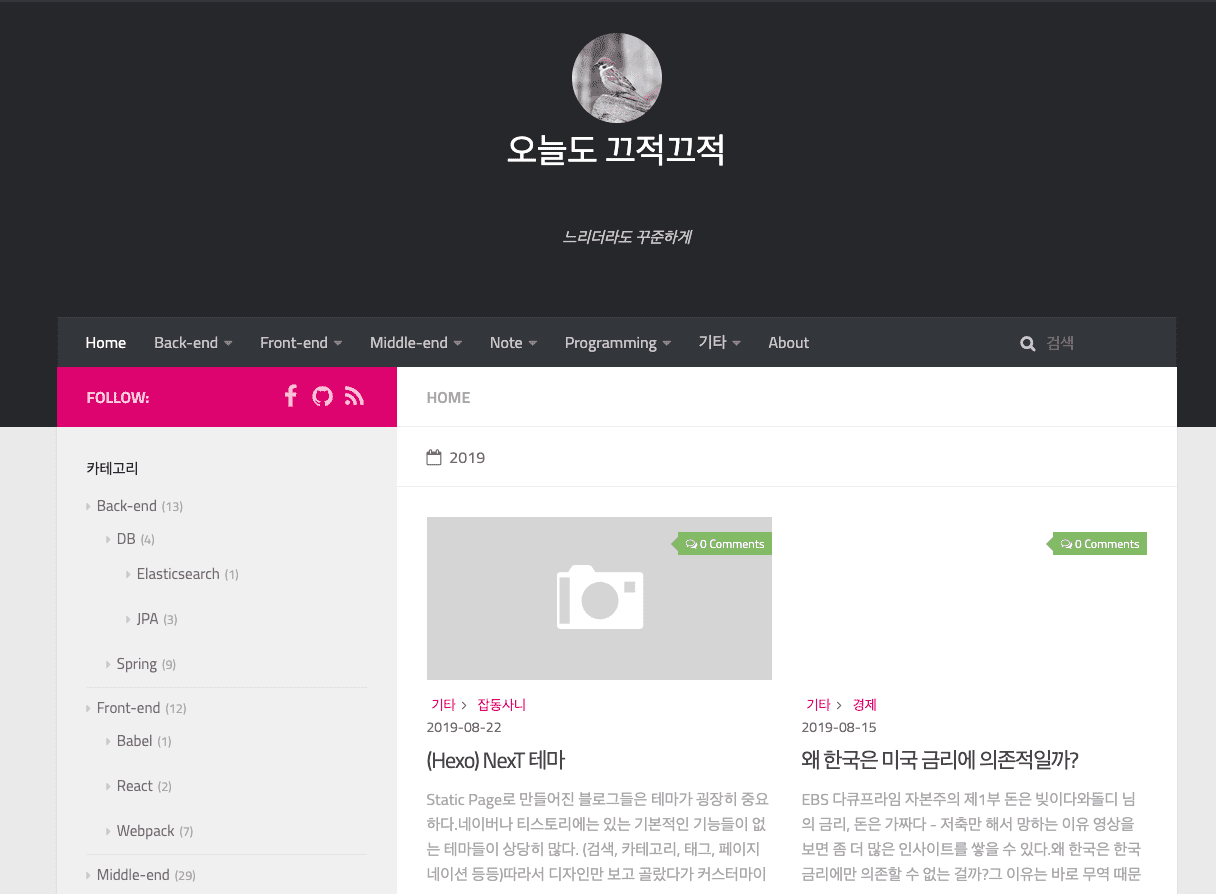 오늘도 끄적끄적
느리더라도 꾸준하게
Home Back-end Front-end Middle-end Note Programming 기타 About 검색
FOLLOW:
HOME
2019
카테고리
Back-end (13)
DB (4)
Elasticsearch (1)
JPA (3)
Spring (9)
Front-end (12)
Babel (1)
React (2)
Webpack (7)
Middle-end (29)
0 Comments
기타 > 잡동사니
2019-08-22
(Hexo) NexT 테마
Static Page로 만들어진 블로그들은 테마가 굉장히 중요
하다.네이버나 티스토리에는 있는 기본적인 기능들이 없
는 테마들이 상당히 많다. (검색, 카테고리, 태그, 페이지
네이션 등등)따라서 디자인만 보고 골랐다가 커스터마이
0 Comments
기타 > 경제
2019-08-15
왜 한국은 미국 금리에 의존적일까?
EBS 다큐프라임 자본주의 제1부 돈은 빚이다와돌디 님
의 금리, 돈은 가짜다 - 저축만 해서 망하는 이유 영상을
보면 좀 더 많은 인사이트를 쌓을 수 있다.왜 한국은 한국
금리에만 의존할 수 없는 걸까?그 이유는 바로 무역 때문